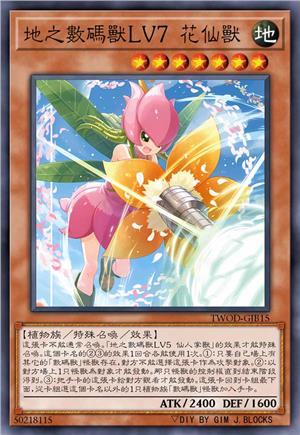 地之數碼獸LV7 花仙獸
地
TWOD-GIB15
【植物族／特殊召喚／效果】
這張卡不能通常召喚。「地之數碼獸LV5 仙人掌獸」的效果才能特
殊召喚。這個卡名的②③的效果1回合各能使用1次。①：只要自己場上有
其它的「數碼獸」怪獸存在，對方不能選擇這張卡作為攻擊對象。②：以
對方場上1只怪獸為對象才能發動。那只怪獸的控制權直到結束階段
得到。③：把手卡的這張卡給對方觀看才能發動。這張卡回到卡組最下
面，從卡組選這個卡名以外的1只植物族「數碼獸」怪獸加入手卡。
ATK/2400 DEF/1600
50218115
DIY BY GIM J.BLOCKS